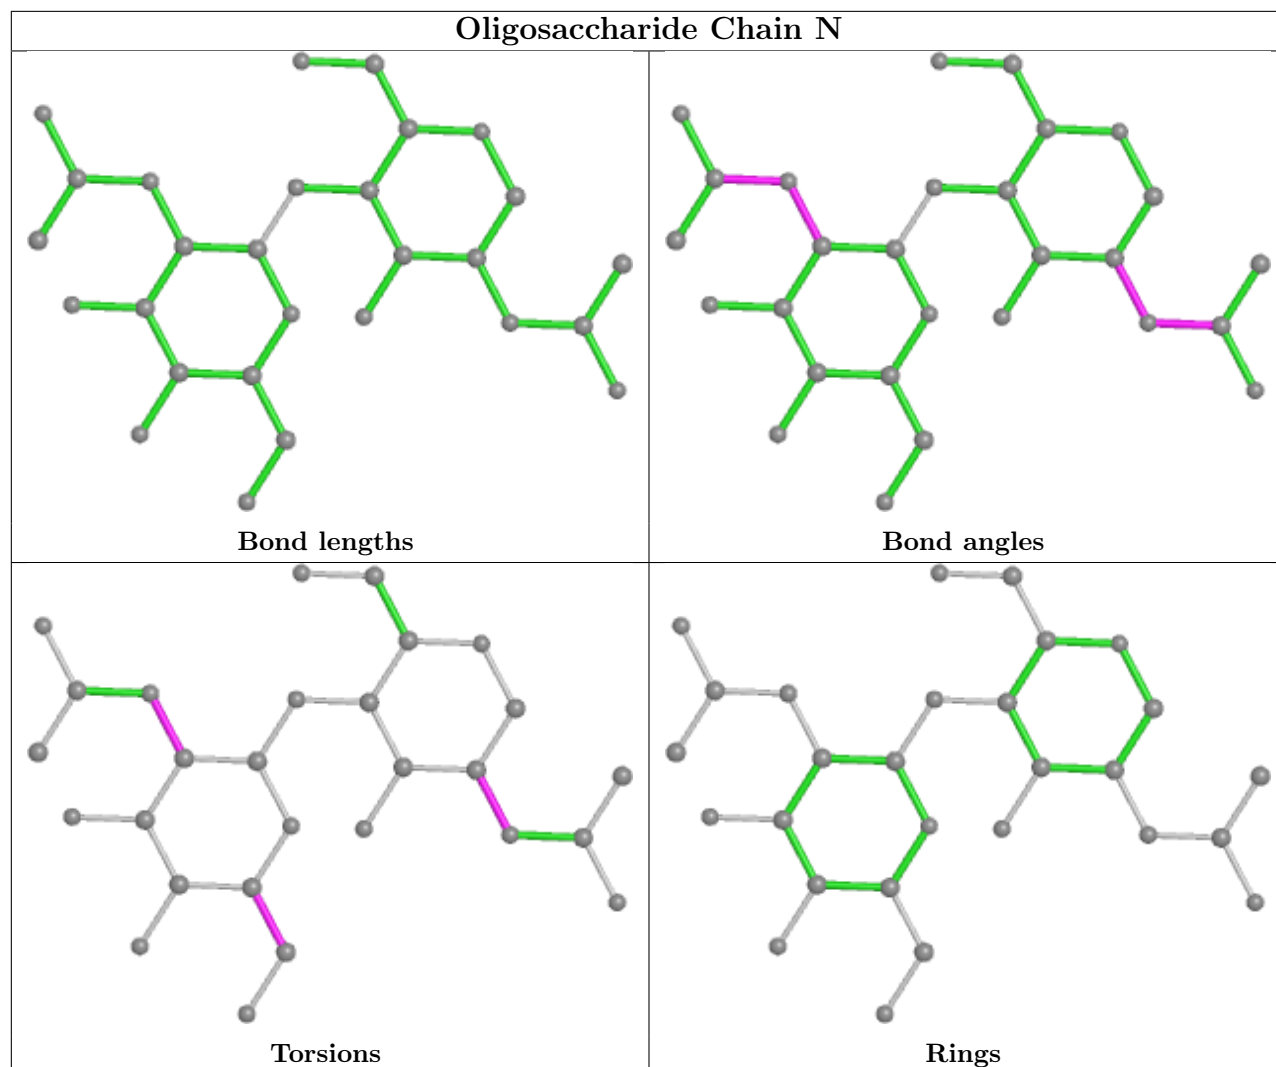 Oligosaccharide Chain N
Bond lengths
Bond angles
Torsions
Rings